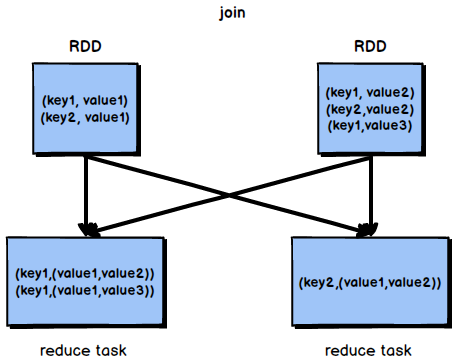 join
RDD
RDD
(key1, value1)
(key2, value1)
(key1, value2)
(key2,value2)
(key1,value3)
(key1,(value1,value2))
(key1,(value1,value3))
(key2,(value1,value2))
reduce task
reduce task